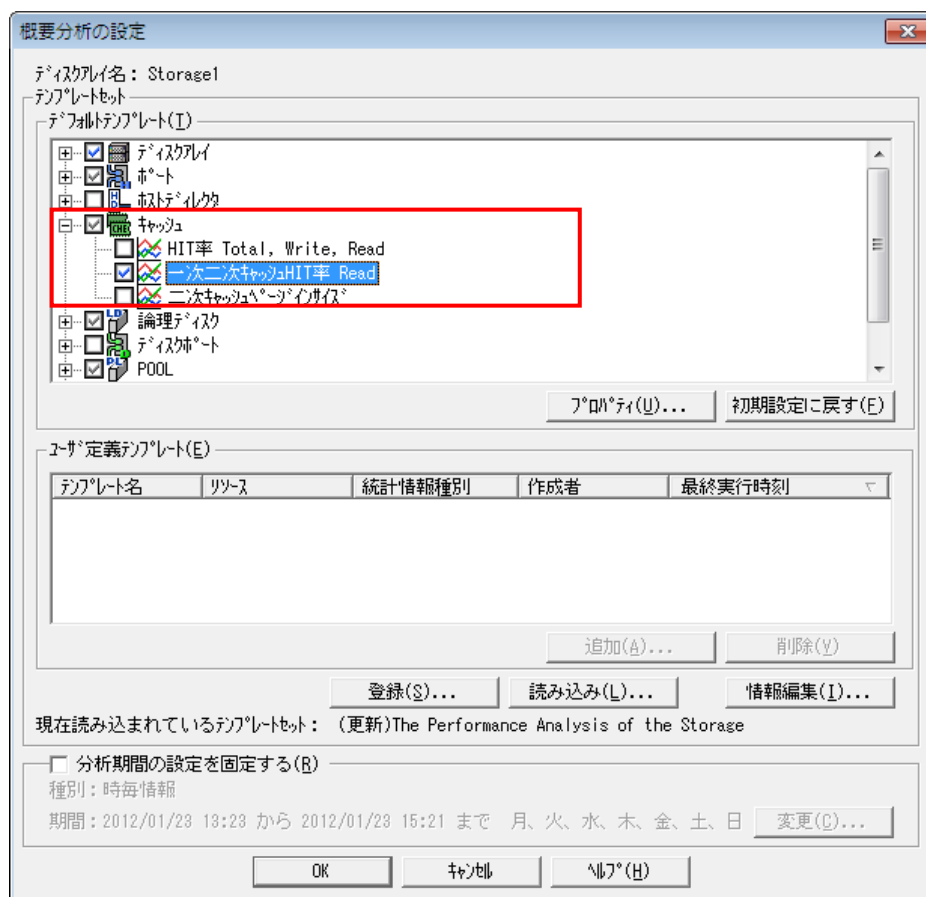 概要分析の設定
ディスクアレイ名： Storage1
テンプレートセット
デフォルトテンプレート(T)
ディスクアレイ
ポート
ホストディレクタ
キャッシュ
HIT率 Total, Write, Read
一次二次キャッシュHIT率 Read
二次キャッシュページインサイズ
論理ディスク
ディスクポート
POOL
プロパティ(U)... 初期設定に戻す(F)
ユーザ定義テンプレート(E)
テンプレート名 リソース 統計情報種別 作成者 最終実行時刻
追加(A)... 削除(V)
登録(S)... 読み込み(L)... 情報編集(I)...
現在読み込まれているテンプレートセット： (更新)The Performance Analysis of the Storage
分析期間の設定を固定する(R)
種別：時毎情報
期間：2012/01/23 13:23 から 2012/01/23 15:21 まで 月、火、水、木、金、土、日 変更(C)...
OK キャンセル ヘルプ(H)